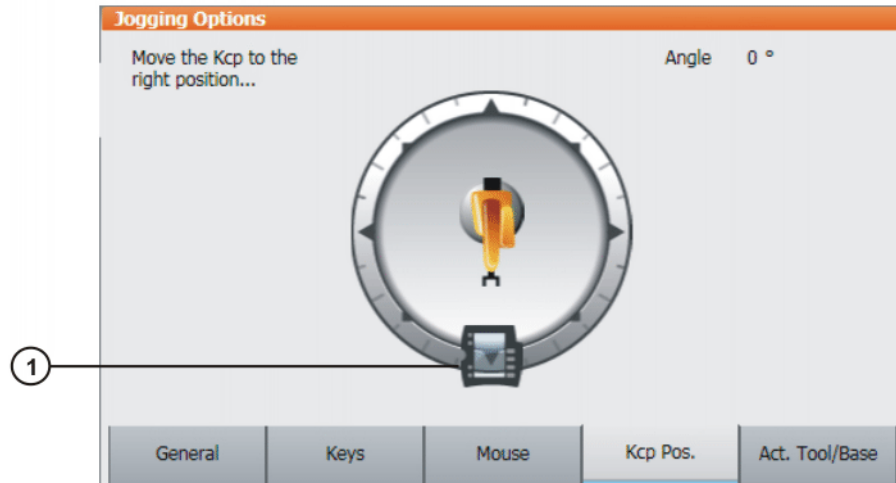 Jogging Options
Move the Kcp to the
right position...
Angle 0 °
1
General
Keys
Mouse
Kcp Pos.
Act. Tool/Base